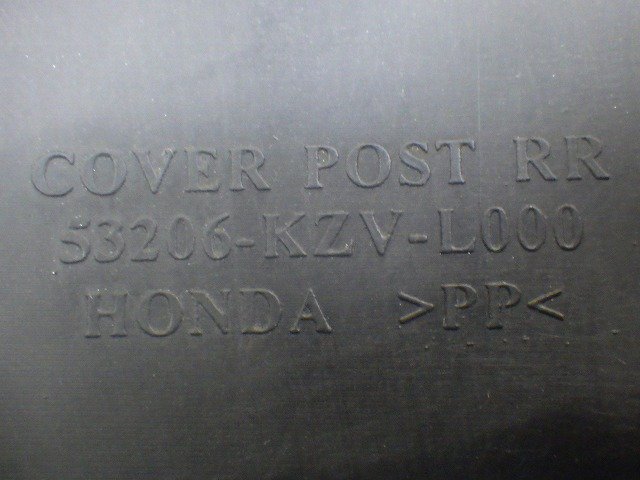 COVER POST RR
53206-KZV-L000
HONDA >PP<